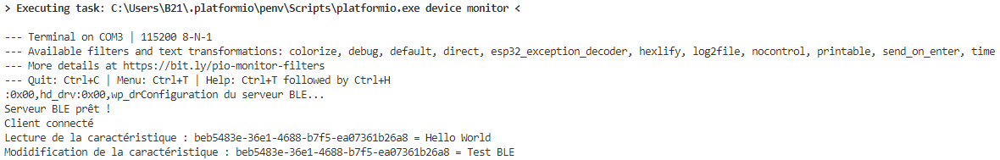 > Executing task: C:\Users\B21\.platformio\penv\Scripts\platformio.exe device monitor <
--- Terminal on COM3 | 115200 8-N-1
--- Available filters and text transformations: colorize, debug, default, direct, esp32_exception_decoder, hexlify, log2file, nocontrol, printable, send_on_enter, time
--- More details at https://bit.ly/pio-monitor-filters
--- Quit: Ctrl+C | Menu: Ctrl+T | Help: Ctrl+T followed by Ctrl+H
:0x00,hd_drv:0x00,wp_drConfiguration du serveur BLE...
Serveur BLE prêt !
Client connecté
Lecture de la caractéristique : beb5483e-36e1-4688-b7f5-ea07361b26a8 = Hello World
Modidification de la caractéristique : beb5483e-36e1-4688-b7f5-ea07361b26a8 = Test BLE